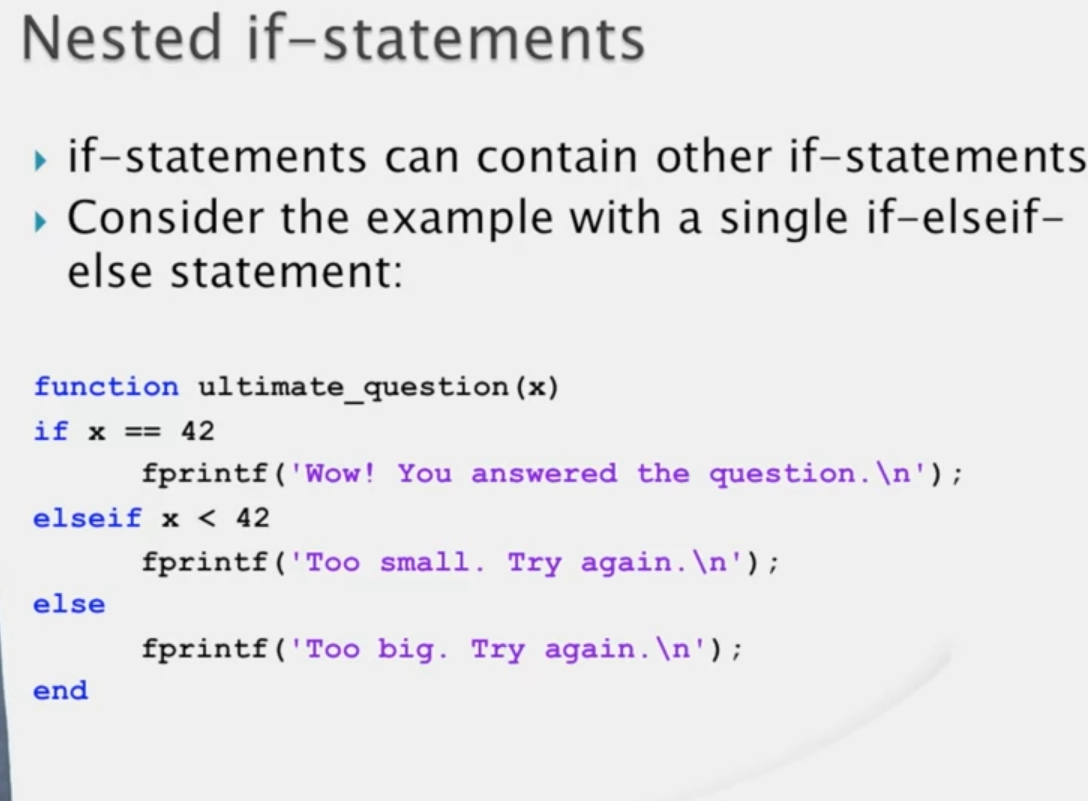 Nested if-statements
if-statements can contain other if-statements
Consider the example with a single if-elseif-
else statement:
function ultimate_question(x)
if x == 42
fprintf('Wow! You answered the question.\n');
elseif x < 42
fprintf('Too small. Try again.\n');
else
fprintf('Too big. Try again.\n');
end